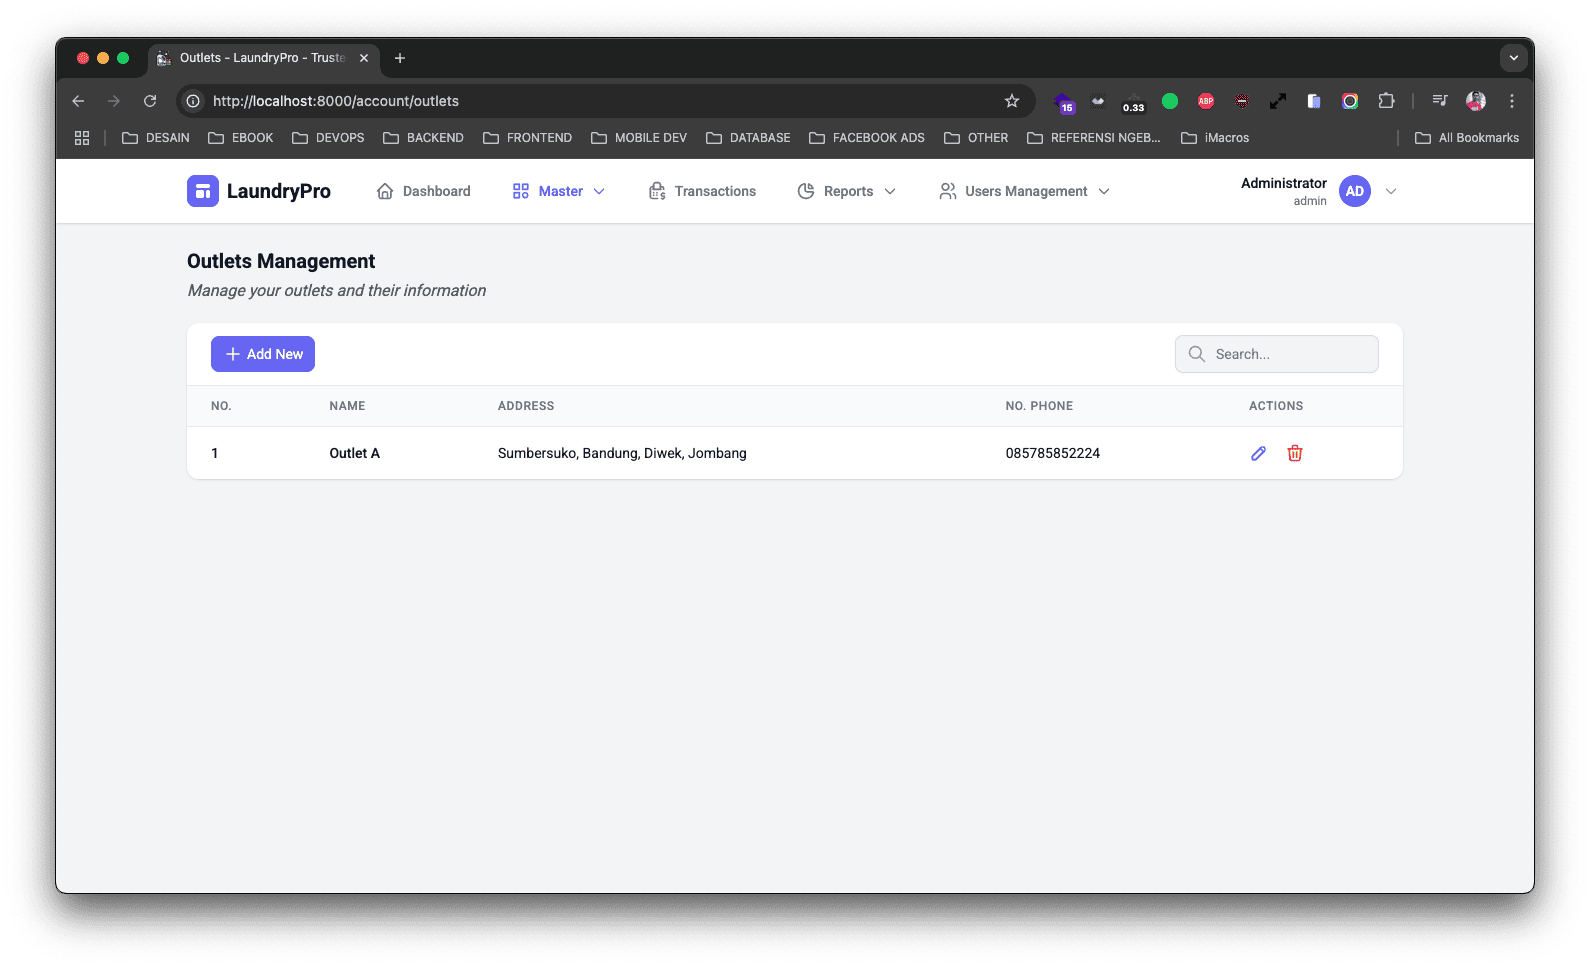 Outlets - LaundryPro - Truste
http://localhost:8000/account/outlets
15
0.33
ABP
DESAIN EBOOK DEVOPS BACKEND FRONTEND MOBILE DEV DATABASE FACEBOOK ADS OTHER REFERENSI NGEB... iMacros All Bookmarks
LaundryPro Dashboard Master Transactions Reports Users Management Administrator
admin
AD
Outlets Management
Manage your outlets and their information
Add New Search...
NO. NAME ADDRESS NO. PHONE ACTIONS
1 Outlet A Sumbersuko, Bandung, Diwek, Jombang 085785852224